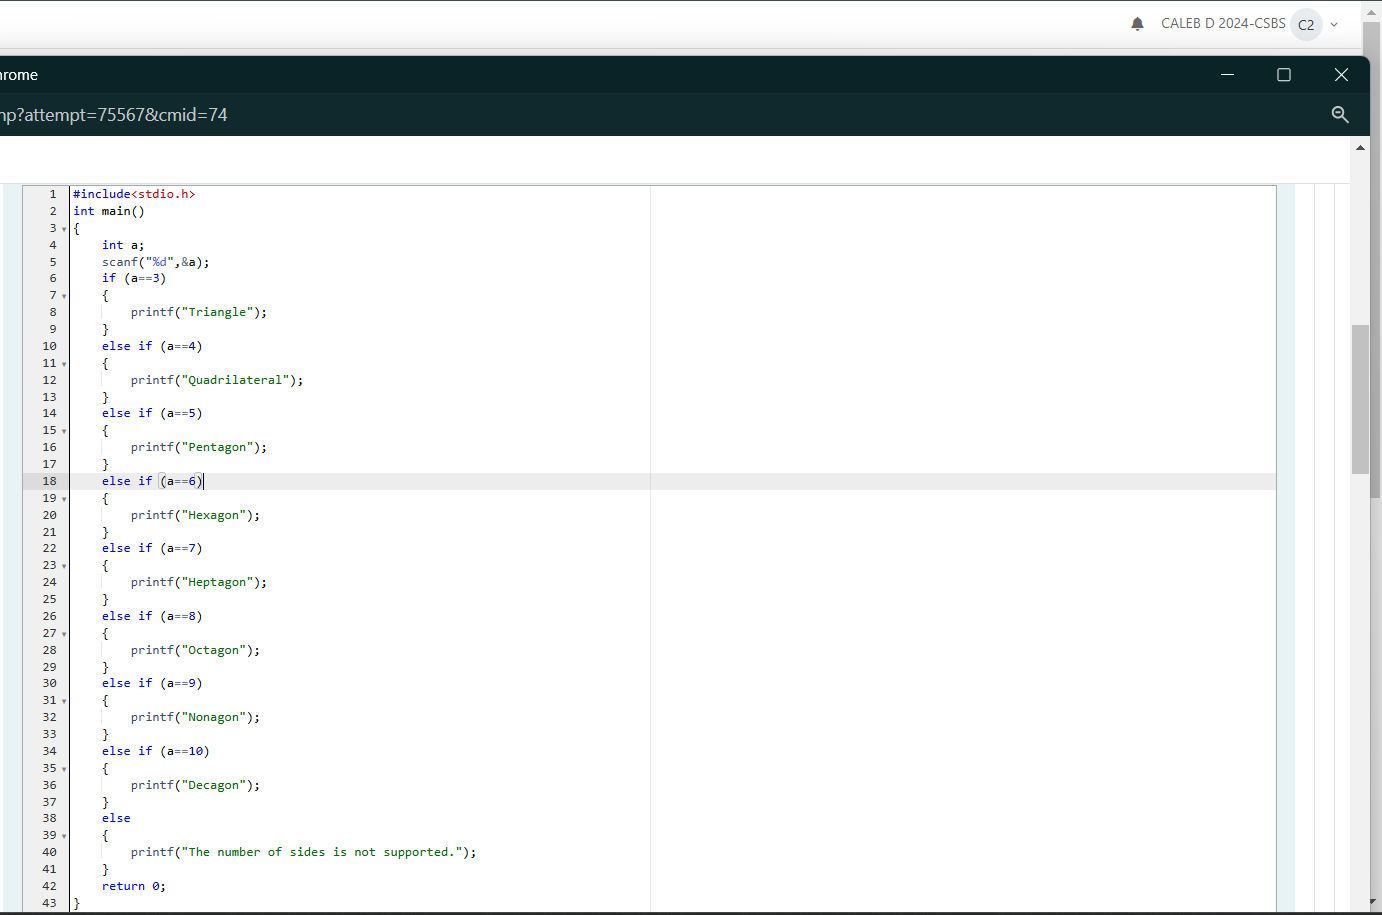 CALEB D 2024-CSBS C2
hrome
hp?attempt=75567&cmid=74
1 #include<stdio.h>
2 int main()
3 {
4 int a;
5 scanf("%d",&a);
6 if (a==3)
7 {
8 printf("Triangle");
9 }
10 else if (a==4)
11 {
12 printf("Quadrilateral");
13 }
14 else if (a==5)
15 {
16 printf("Pentagon");
17 }
18 else if (a==6)
19 {
20 printf("Hexagon");
21 }
22 else if (a==7)
23 {
24 printf("Heptagon");
25 }
26 else if (a==8)
27 {
28 printf("Octagon");
29 }
30 else if (a==9)
31 {
32 printf("Nonagon");
33 }
34 else if (a==10)
35 {
36 printf("Decagon");
37 }
38 else
39 {
40 printf("The number of sides is not supported.");
41 }
42 return 0;
43 }